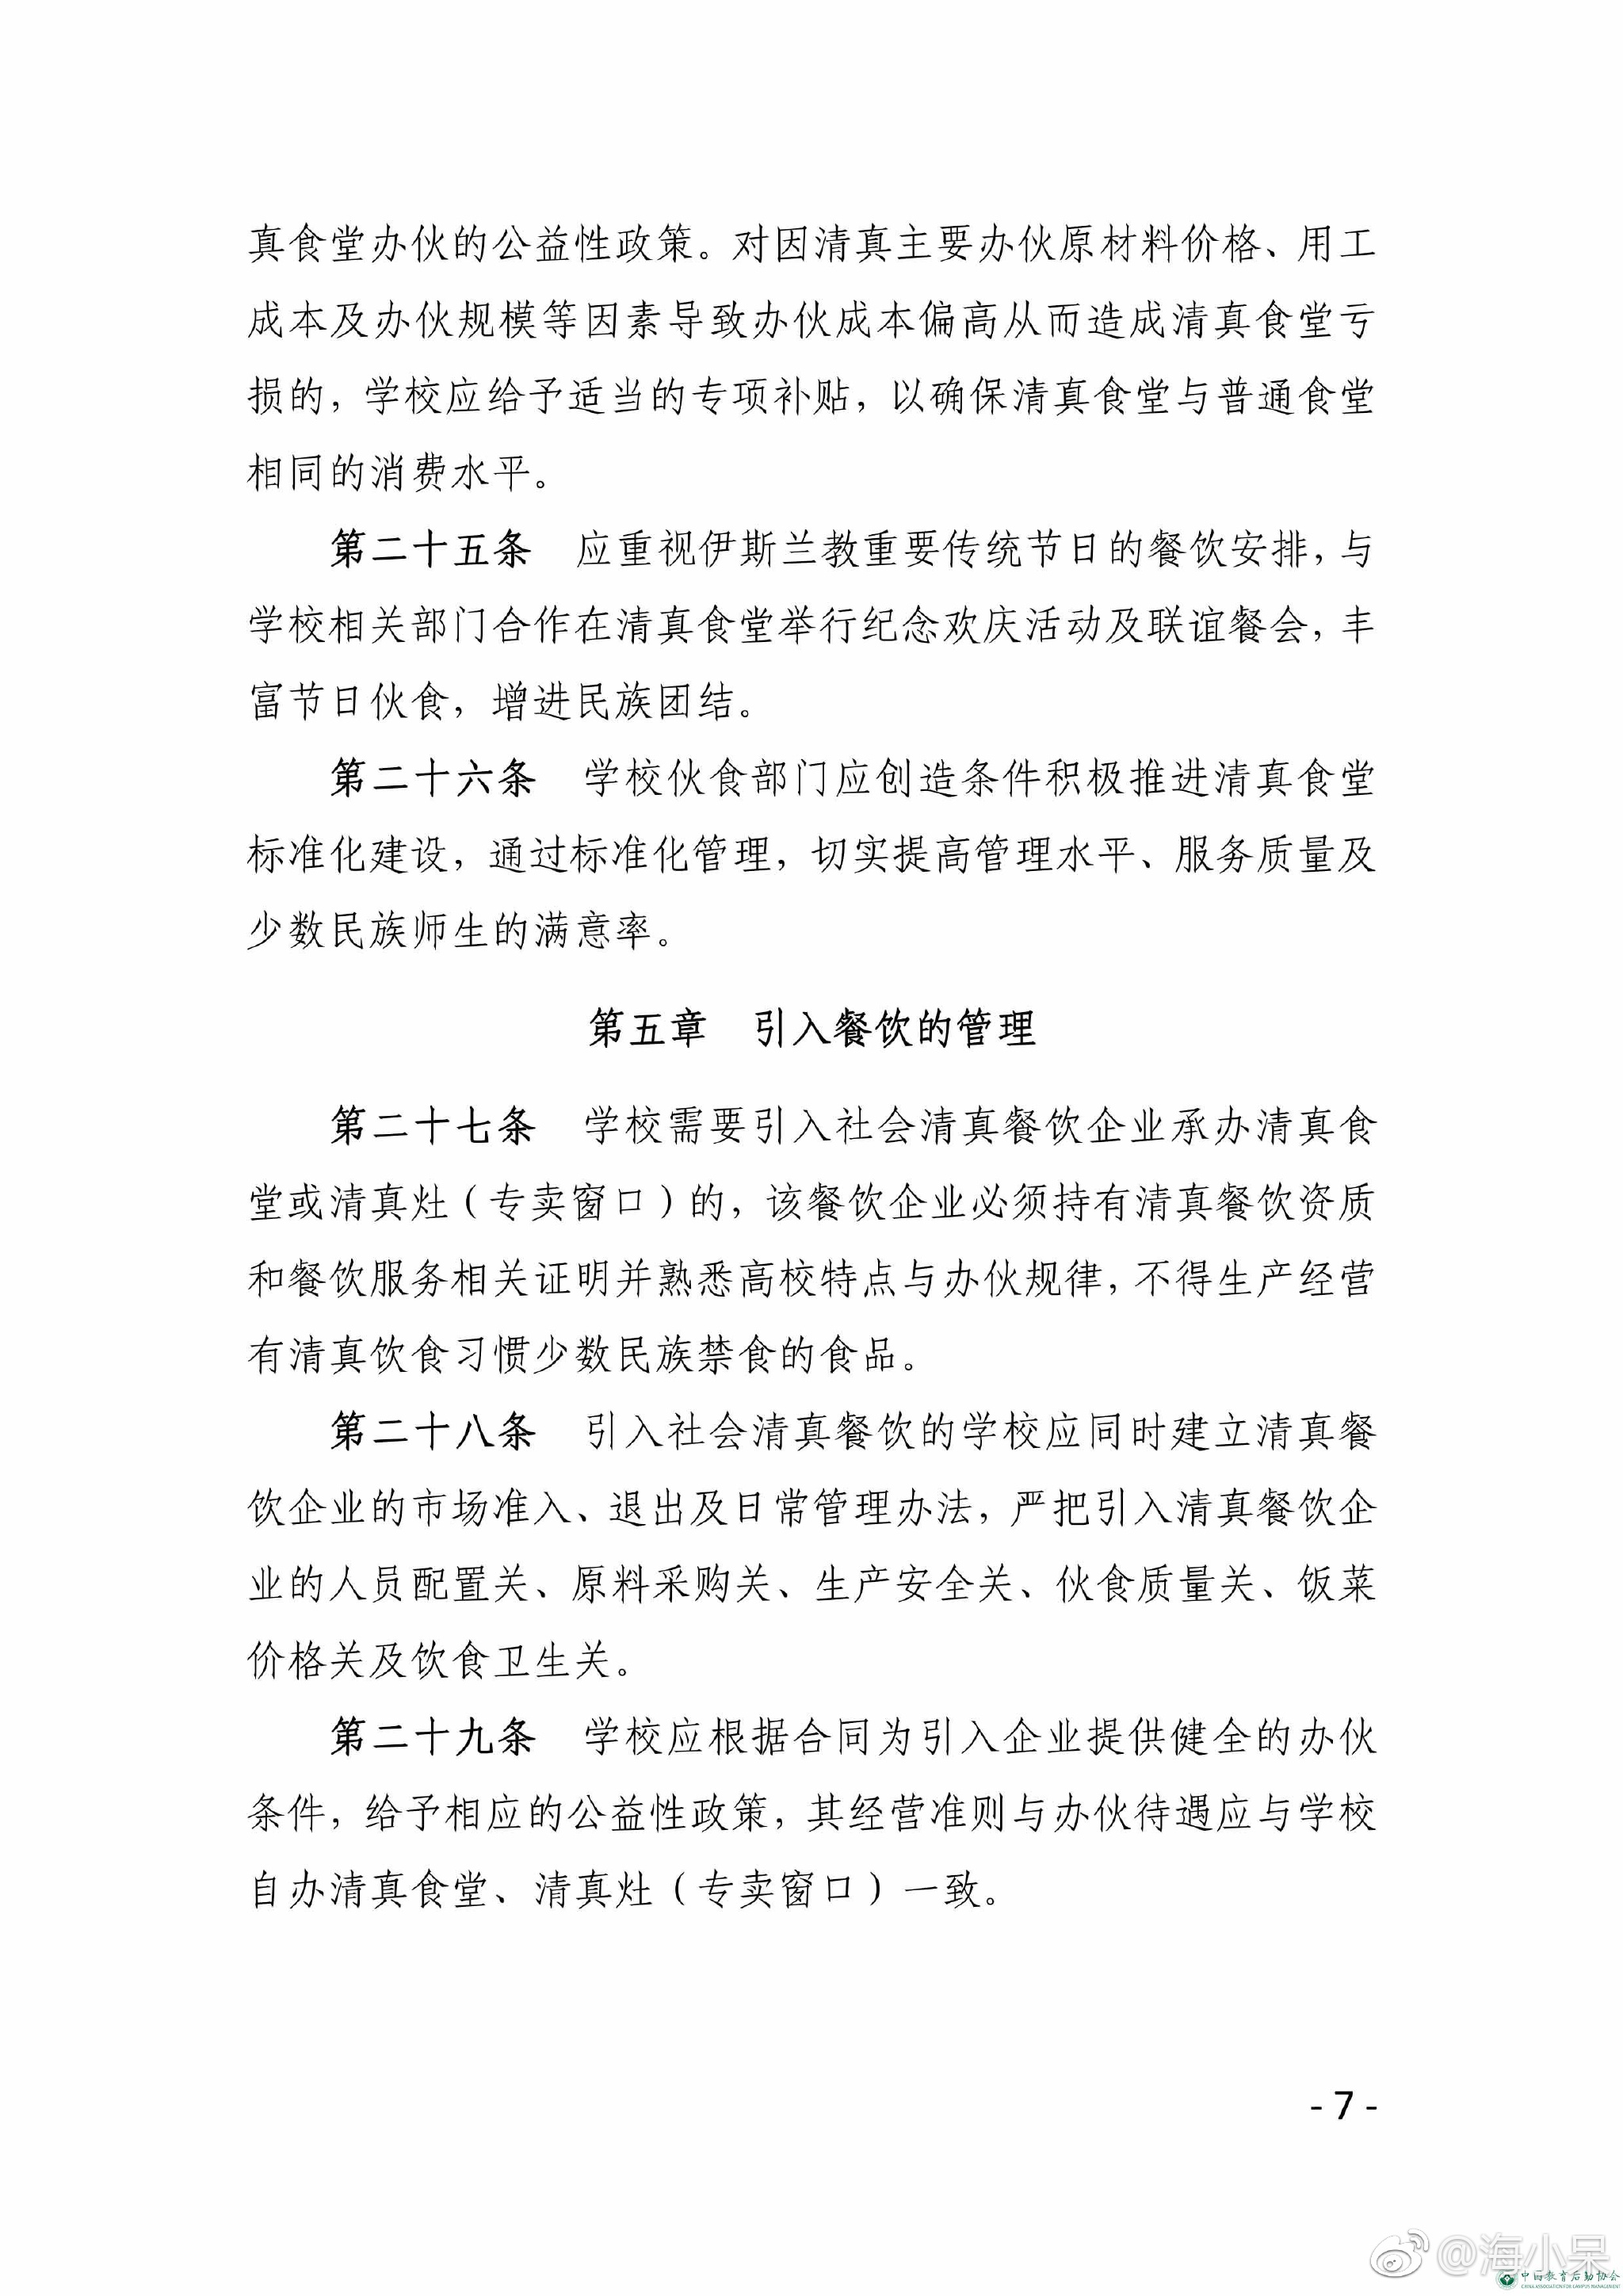 真食堂办伙的公益性政策。对因清真主要办伙原材料价格、用工
成本及办伙规模等因素导致办伙成本偏高从而造成清真食堂亏
损的，学校应给予适当的专项补贴，以确保清真食堂与普通食堂
相同的消费水平。
第二十五条　应重视伊斯兰教重要传统节日的餐饮安排，与
学校相关部门合作在清真食堂举行纪念欢庆活动及联谊餐会，丰
富节日伙食，增进民族团结。
第二十六条　学校伙食部门应创造条件积极推进清真食堂
标准化建设，通过标准化管理，切实提高管理水平、服务质量及
少数民族师生的满意率。
第五章　引入餐饮的管理
第二十七条　学校需要引入社会清真餐饮企业承办清真食
堂或清真灶（专卖窗口）的，该餐饮企业必须持有清真餐饮资质
和餐饮服务相关证明并熟悉高校特点与办伙规律，不得生产经营
有清真饮食习惯少数民族禁食的食品。
第二十八条　引入社会清真餐饮的学校应同时建立清真餐
饮企业的市场准入、退出及日常管理办法，严把引入清真餐饮企
业的人员配置关、原料采购关、生产安全关、伙食质量关、饭菜
价格关及饮食卫生关。
第二十九条　学校应根据合同为引入企业提供健全的办伙
条件，给予相应的公益性政策，其经营准则与办伙待遇应与学校
自办清真食堂、清真灶（专卖窗口）一致。
- 7 -
@海小呆
中国教育后勤协会
CHINA ASSOCIATION FOR CAMPUS MANAGEMENT